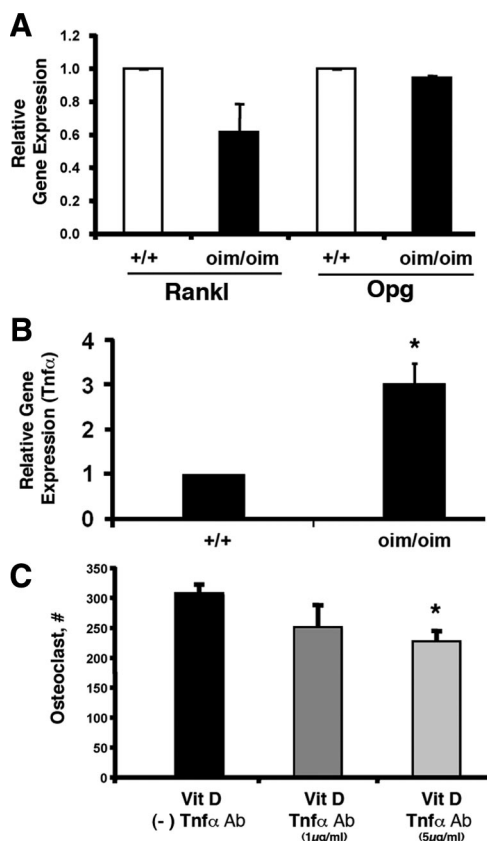 A
Relative
Gene Expression
1.2
1.0
0.8
0.6
0.4
0.2
0.0
+/+ oim/oim +/+ oim/oim
Rankl Opg
B
Relative Gene
Expression (Tnfα)
4
3
2
1
0
*
+/+ oim/oim
C
Osteoclast, #
350
300
250
200
150
100
50
0
*
Vit D Vit D Vit D
(-) Tnfα Ab Tnfα Ab Tnfα Ab
(1µg/ml) (5µg/ml)